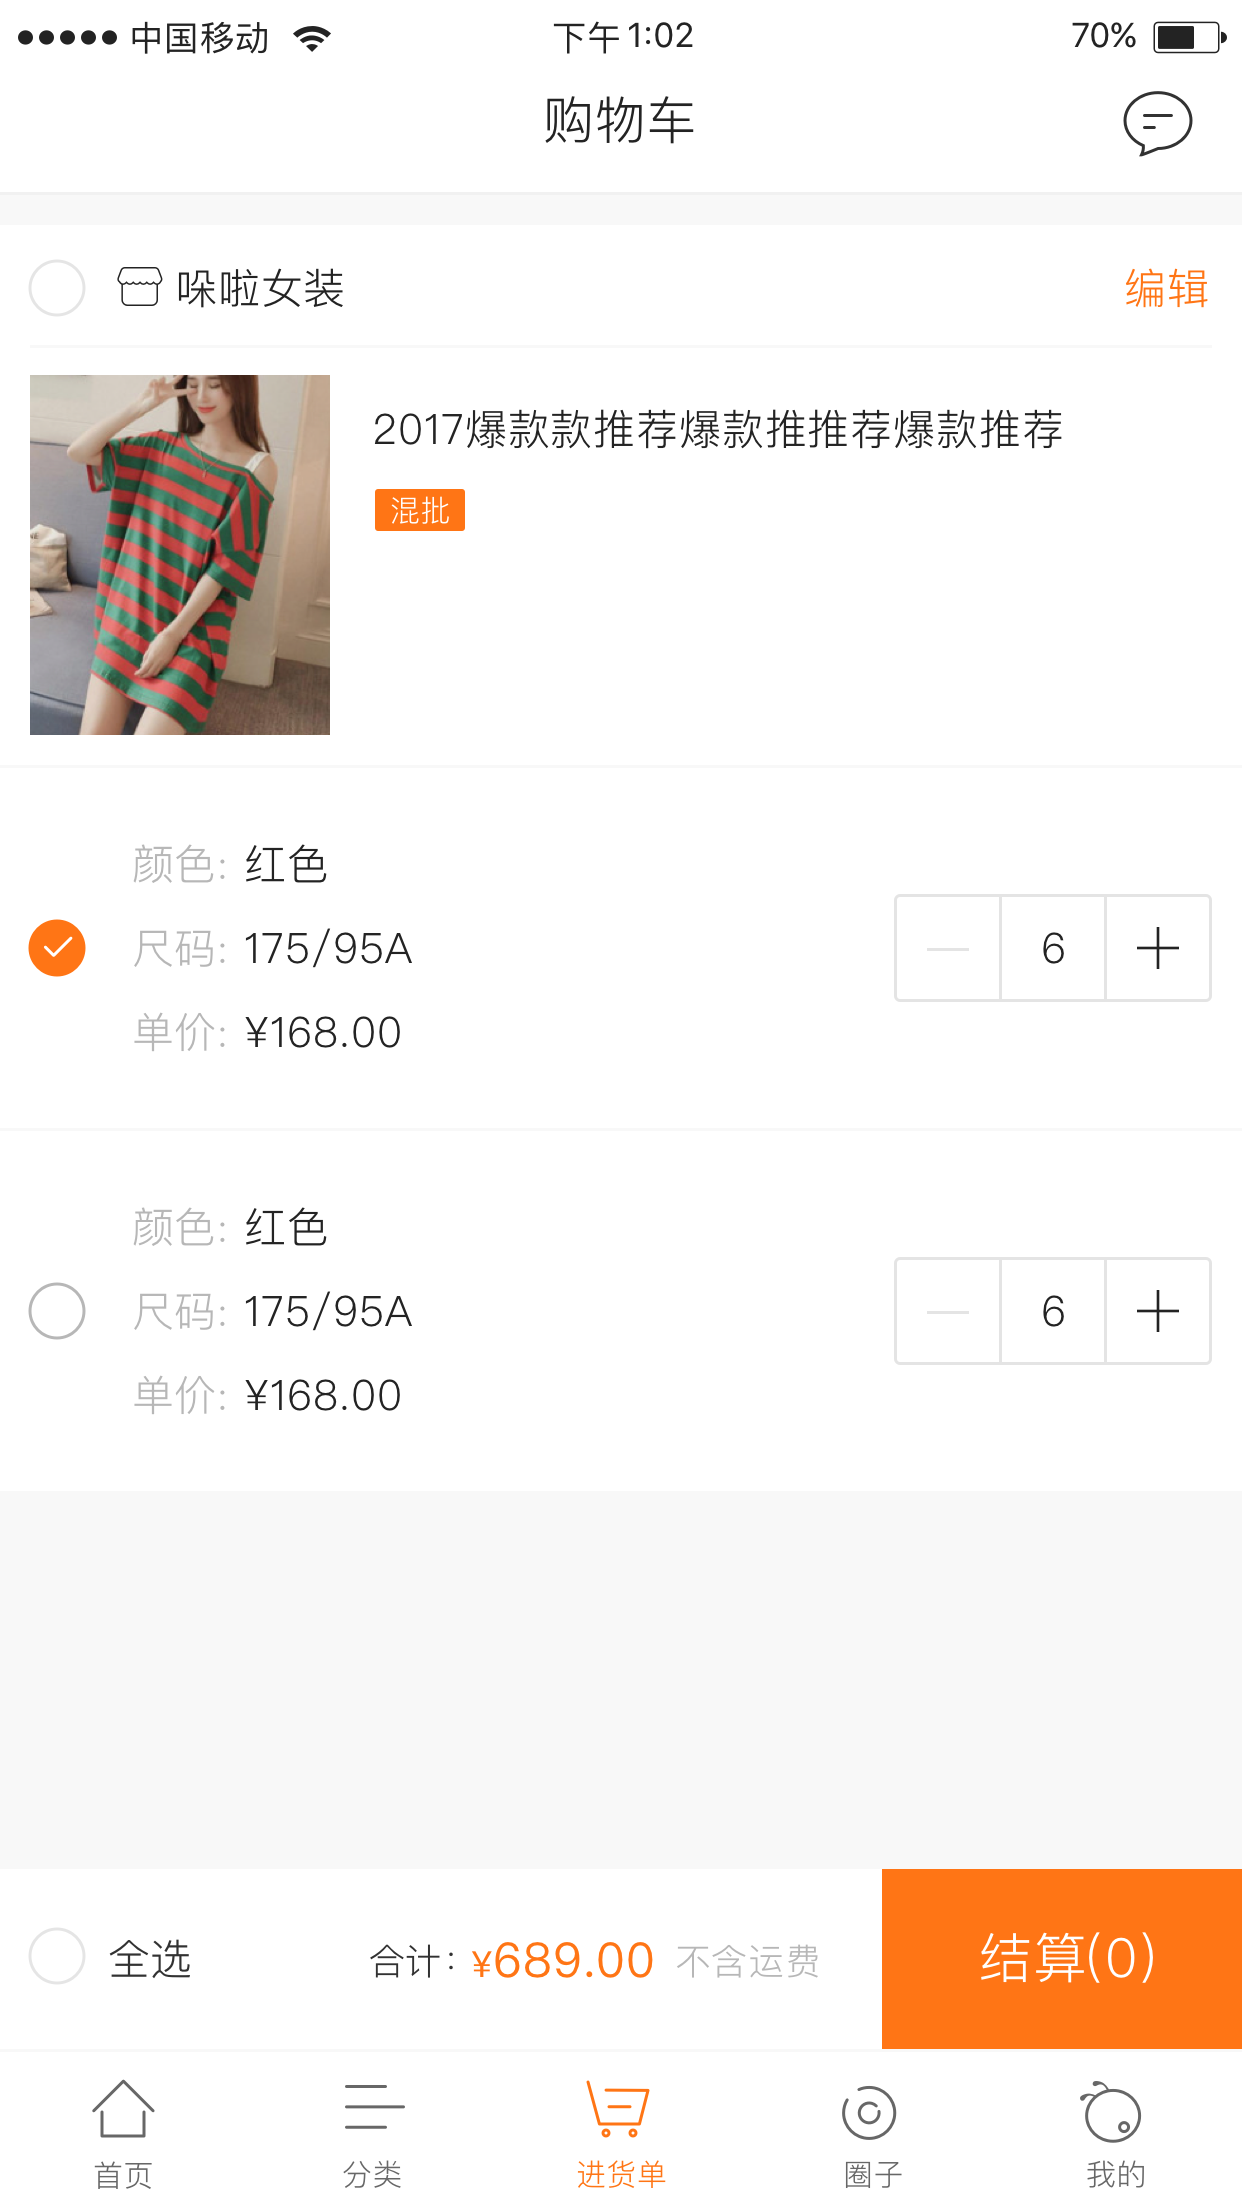 中国移动 下午1:02 70%
购物车
哚啦女装 编辑
2017爆款款推荐爆款推推荐爆款推荐
混批
颜色: 红色
尺码: 175/95A
单价: ¥168.00
6
颜色: 红色
尺码: 175/95A
单价: ¥168.00
6
全选 合计: ¥689.00 不含运费 结算(0)
首页 分类 进货单 圈子 我的